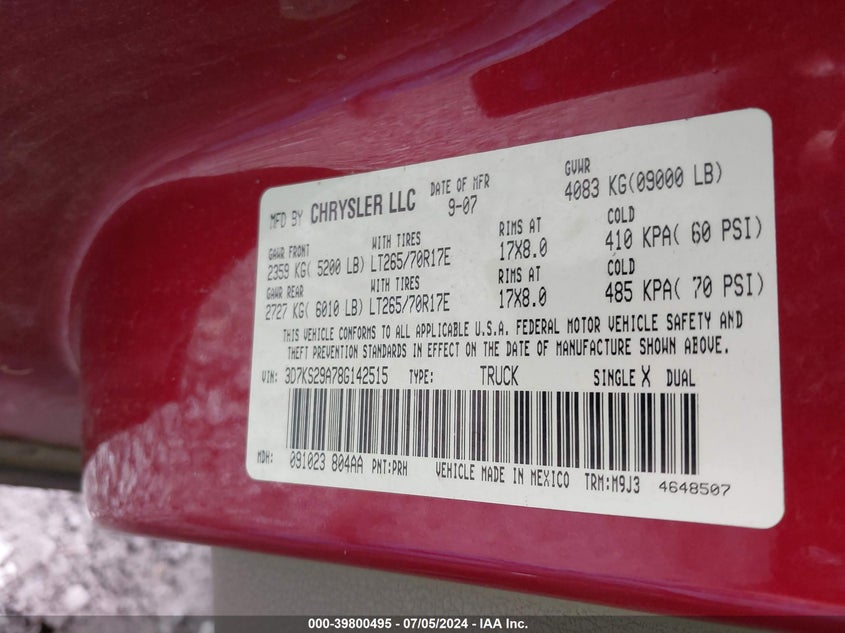 MFD BY CHRYSLER LLC DATE OF MFR 9-07 GVWR 4083 KG(09000 LB)
GAWR FRONT WITH TIRES RIMS AT COLD
2359 KG( 5200 LB) LT265/70R17E 17X8.0 410 KPA( 60 PSI)
GAWR REAR WITH TIRES RIMS AT COLD
2727 KG( 6010 LB) LT265/70R17E 17X8.0 485 KPA( 70 PSI)
THIS VEHICLE CONFORMS TO ALL APPLICABLE U.S.A. FEDERAL MOTOR VEHICLE SAFETY AND
THEFT PREVENTION STANDARDS IN EFFECT ON THE DATE OF MANUFACTURE SHOWN ABOVE.
VIN: 3D7KS29A78G142515 TYPE: TRUCK SINGLE X DUAL
MDH: 091023 804AA PNT:PRH VEHICLE MADE IN MEXICO TRM:M9J3 4648507
000-39800495 - 07/05/2024 - IAA Inc.